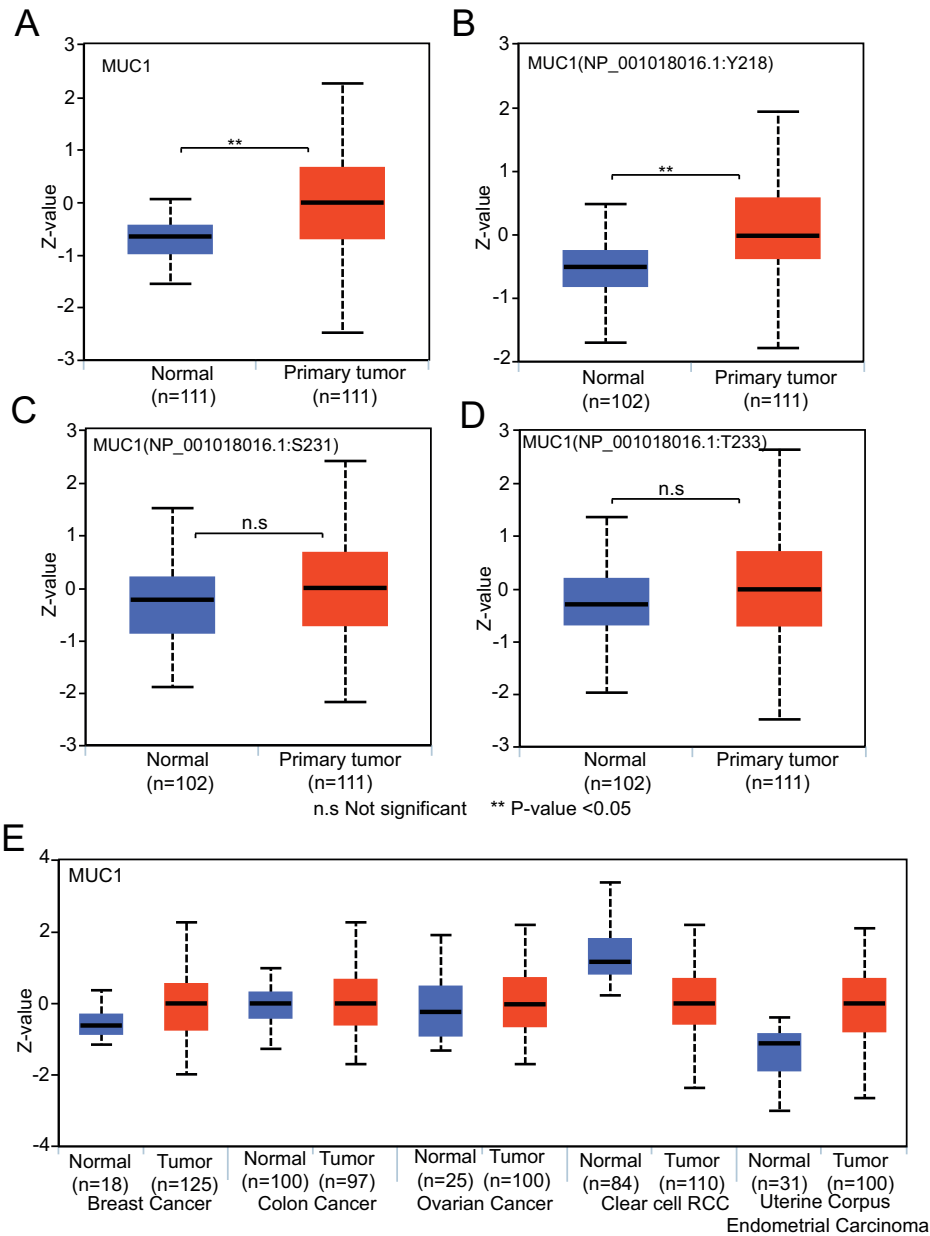 A
B
3
2
1
0
-1
-2
-3
Z-value
MUC1
**
Normal
(n=111)
Primary tumor
(n=111)
3
2
1
0
-1
-2
Z-value
MUC1(NP_001018016.1:Y218)
**
Normal
(n=102)
Primary tumor
(n=111)
C
D
3
2
1
0
-1
-2
-3
Z-value
MUC1(NP_001018016.1:S231)
n.s
Normal
(n=102)
Primary tumor
(n=111)
3
2
1
0
-1
-2
-3
Z-value
MUC1(NP_001018016.1:T233)
n.s
Normal
(n=102)
Primary tumor
(n=111)
n.s Not significant ** P-value <0.05
E
4
2
0
-2
-4
Z-value
MUC1
Normal Tumor Normal Tumor Normal Tumor Normal Tumor Normal Tumor
(n=18) (n=125) (n=100) (n=97) (n=25) (n=100) (n=84) (n=110) (n=31) (n=100)
Breast Cancer Colon Cancer Ovarian Cancer Clear cell RCC Uterine Corpus
Endometrial Carcinoma